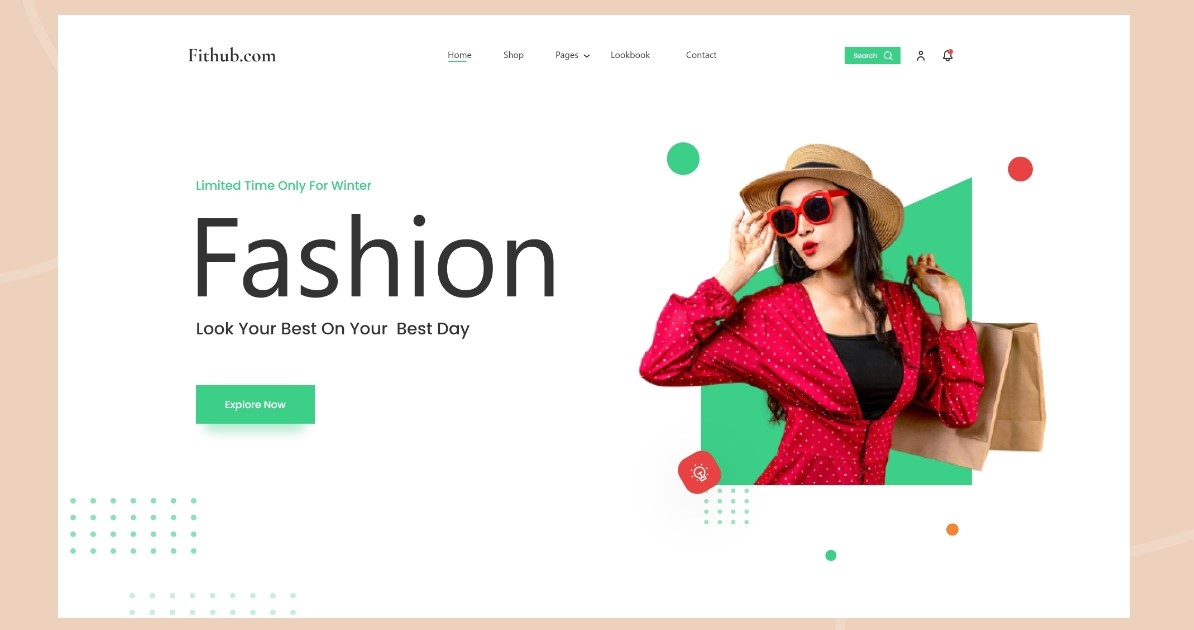 Fithub.com
Home Shop Pages Lookbook Contact Search
Limited Time Only For Winter
Fashion
Look Your Best On Your Best Day
Explore Now